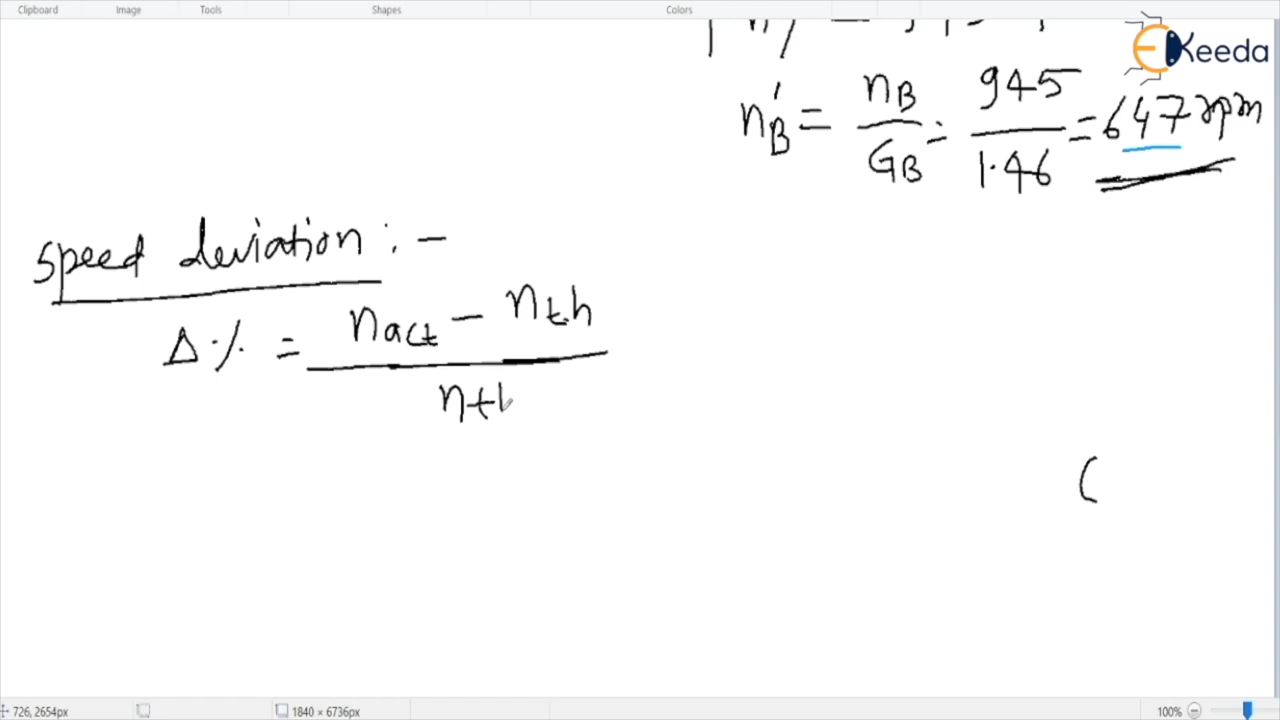 Clipboard Image Tools Shapes Colors
Keeda
n'B = nB / GB = 945 / 1.46 = 647 rpm
speed deviation : -
Δ % = nact - nth / nth
(
726, 2654px 1840 × 6736px 100%